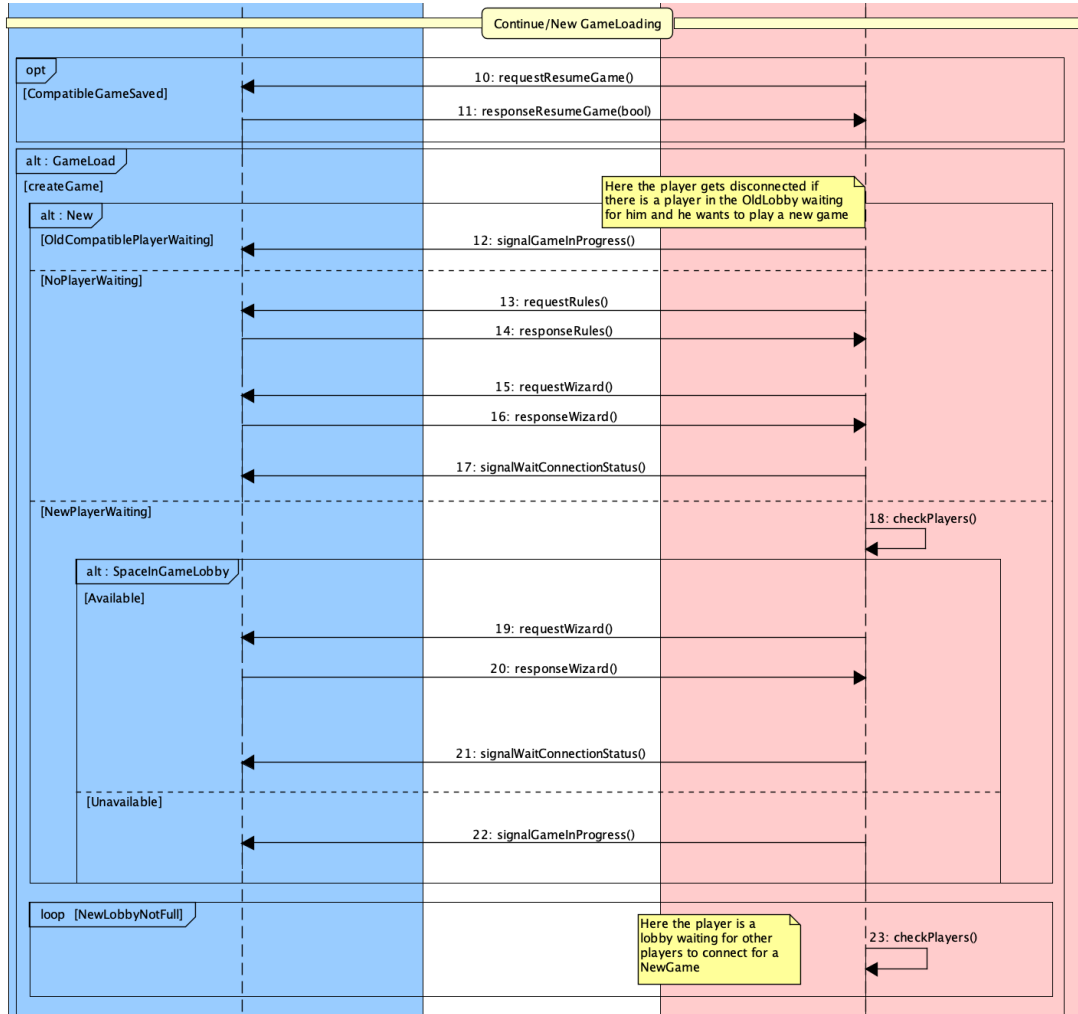 Continue/New GameLoading
opt
[CompatibleGameSaved]
10: requestResumeGame()
11: responseResumeGame(bool)
alt : GameLoad
[createGame]
Here the player gets disconnected if
there is a player in the OldLobby waiting
for him and he wants to play a new game
alt : New
[OldCompatiblePlayerWaiting]
12: signalGameInProgress()
[NoPlayerWaiting]
13: requestRules()
14: responseRules()
15: requestWizard()
16: responseWizard()
17: signalWaitConnectionStatus()
[NewPlayerWaiting]
18: checkPlayers()
alt : SpaceInGameLobby
[Available]
19: requestWizard()
20: responseWizard()
21: signalWaitConnectionStatus()
[Unavailable]
22: signalGameInProgress()
loop [NewLobbyNotFull]
Here the player is a
lobby waiting for other
players to connect for a
NewGame
23: checkPlayers()